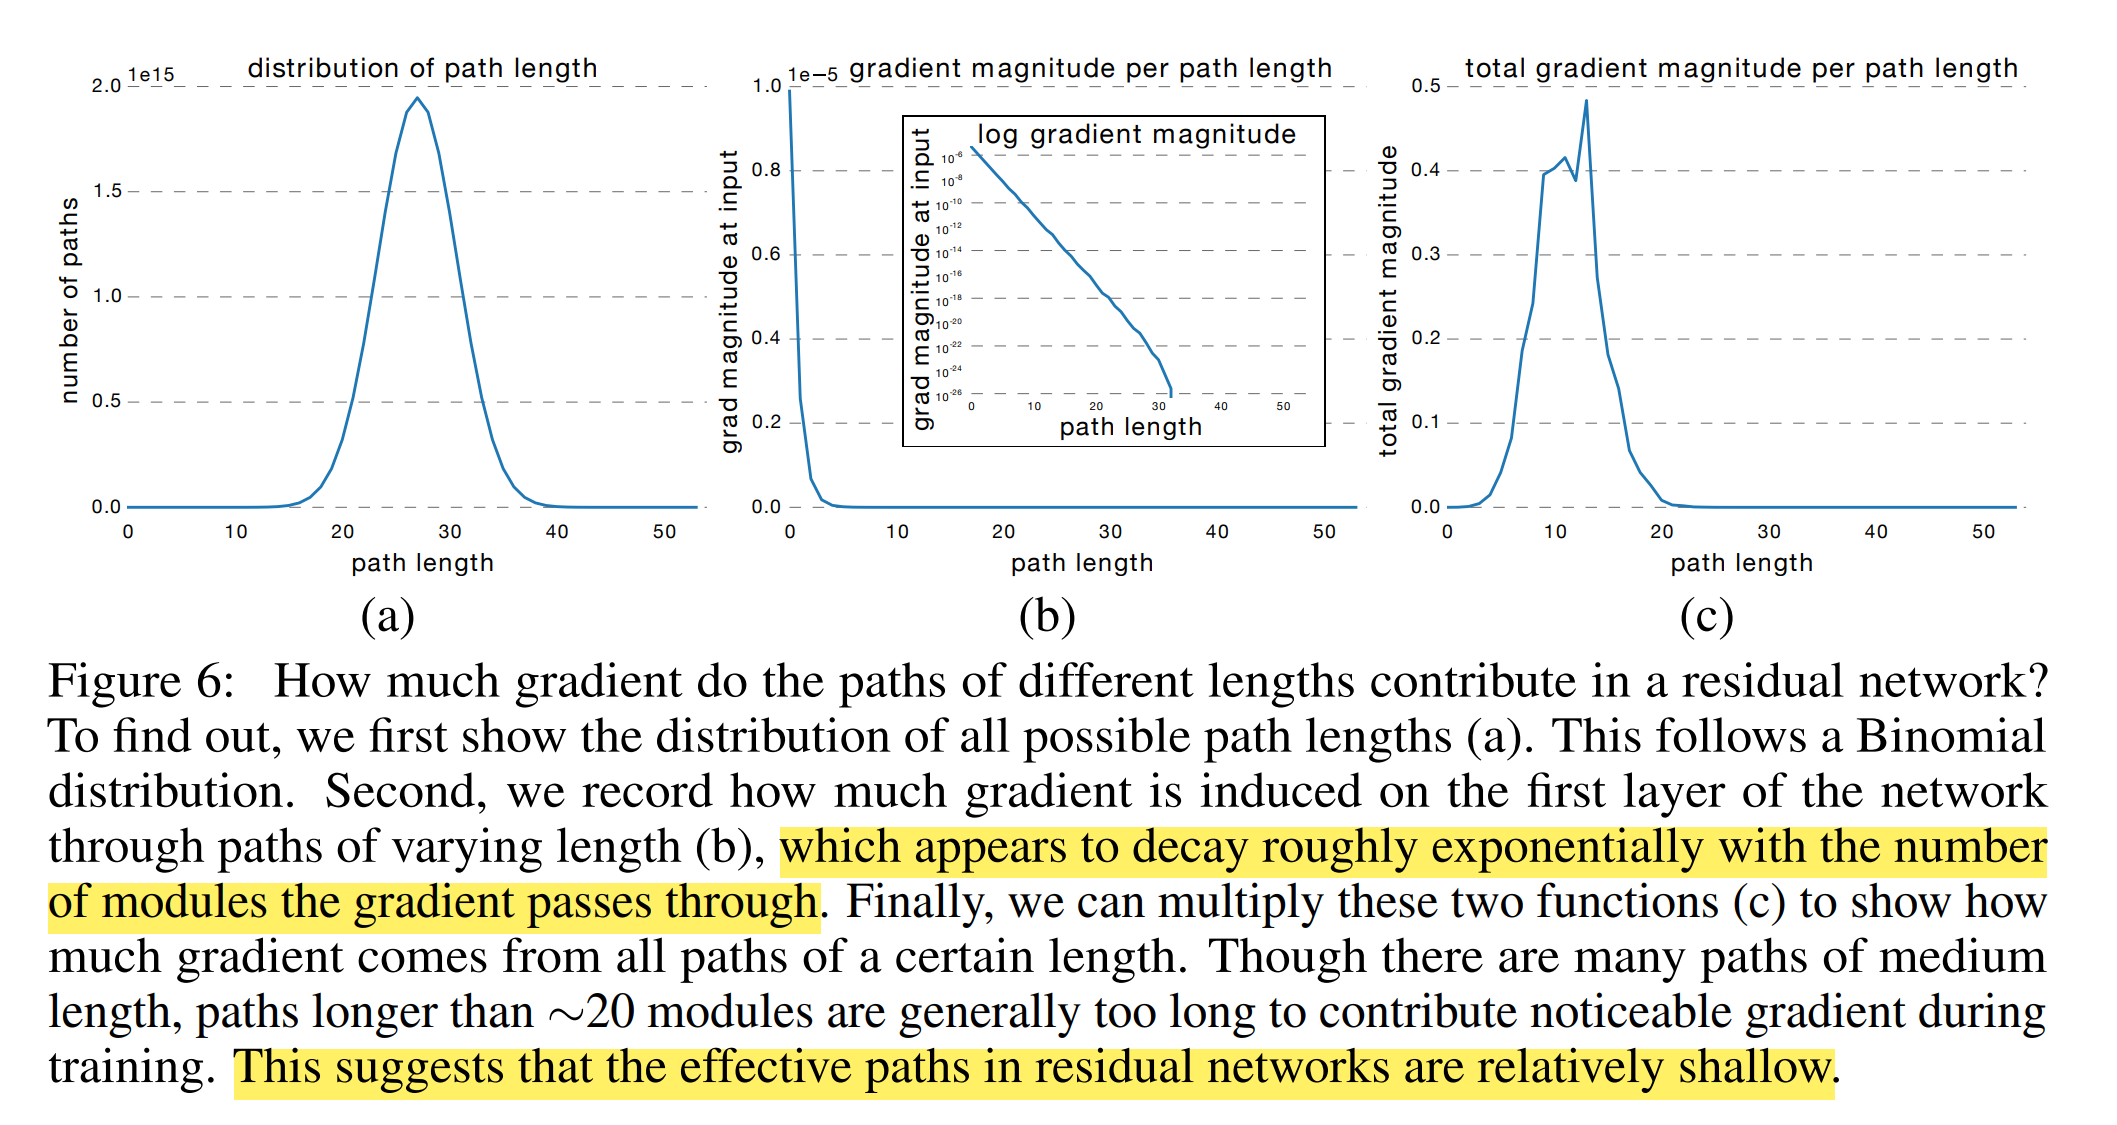 distribution of path length
1e15
2.0
1.5
1.0
0.5
0.0
number of paths
0 10 20 30 40 50
path length
(a)
gradient magnitude per path length
1e−5
1.0
0.8
0.6
0.4
0.2
0.0
grad magnitude at input
log gradient magnitude
10-6
10-8
10-10
10-12
10-14
10-16
10-18
10-20
10-22
10-24
10-26
grad magnitude at input
0 10 20 30 40 50
path length
0 10 20 30 40 50
path length
(b)
total gradient magnitude per path length
0.5
0.4
0.3
0.2
0.1
0.0
total gradient magnitude
0 10 20 30 40 50
path length
(c)
Figure 6: How much gradient do the paths of different lengths contribute in a residual network?
To find out, we first show the distribution of all possible path lengths (a). This follows a Binomial
distribution. Second, we record how much gradient is induced on the first layer of the network
through paths of varying length (b), which appears to decay roughly exponentially with the number
of modules the gradient passes through. Finally, we can multiply these two functions (c) to show how
much gradient comes from all paths of a certain length. Though there are many paths of medium
length, paths longer than ∼20 modules are generally too long to contribute noticeable gradient during
training. This suggests that the effective paths in residual networks are relatively shallow.